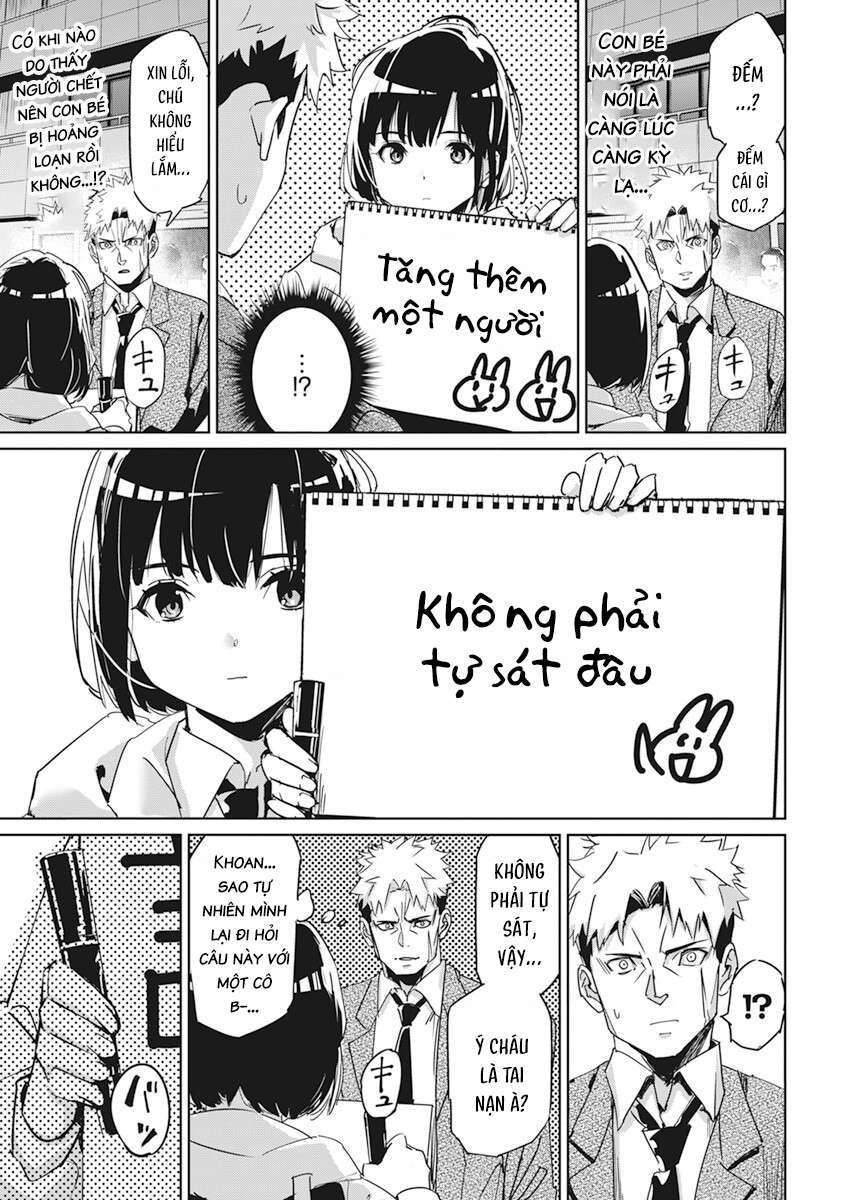 ĐẾM
...?
ĐẾM
CÁI GÌ
CƠ...?
CON BÉ
NÀY PHẢI
NÓI LÀ
CÀNG LÚC
CÀNG KỲ
LẠ...
キュ
キュ
Tăng thêm
một người
...
!?
XIN LỖI,
CHÚ
KHÔNG
HIỂU
LẮM...
CÓ KHI NÀO
DO THẤY
NGƯỜI CHẾT
NÊN CON BÉ
BỊ HOẢNG
LOẠN RỒI
KHÔNG...!?
キュ
Không phải
tự sát đâu
!?
KHÔNG
PHẢI TỰ
SÁT,
VẬY...
Ý CHÁU
LÀ TAI
NẠN À?
KHOAN...
SAO TỰ
NHIÊN MÌNH
LẠI ĐI HỎI
CÂU NÀY VỚI
MỘT CÔ
B-...
キュ
バッ